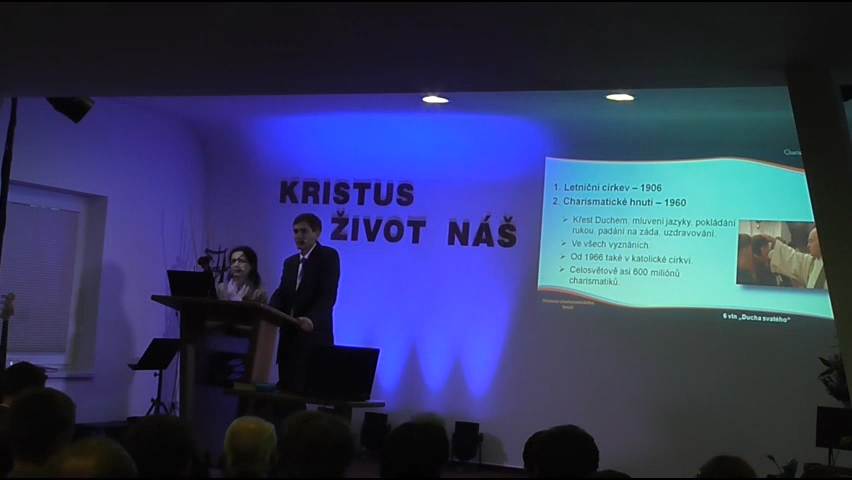 KRISTUS
ŽIVOT NÁŠ
1. Letniční církev – 1906
2. Charismatické hnutí – 1960
Křest Duchem, mluvení jazyky, pokládání
rukou, padání na záda, uzdravování.
Ve všech vyznáních.
Od 1966 také v katolické církvi.
Celosvětově asi 600 miliónů
charismatiků.
6 vln „Ducha svatého“